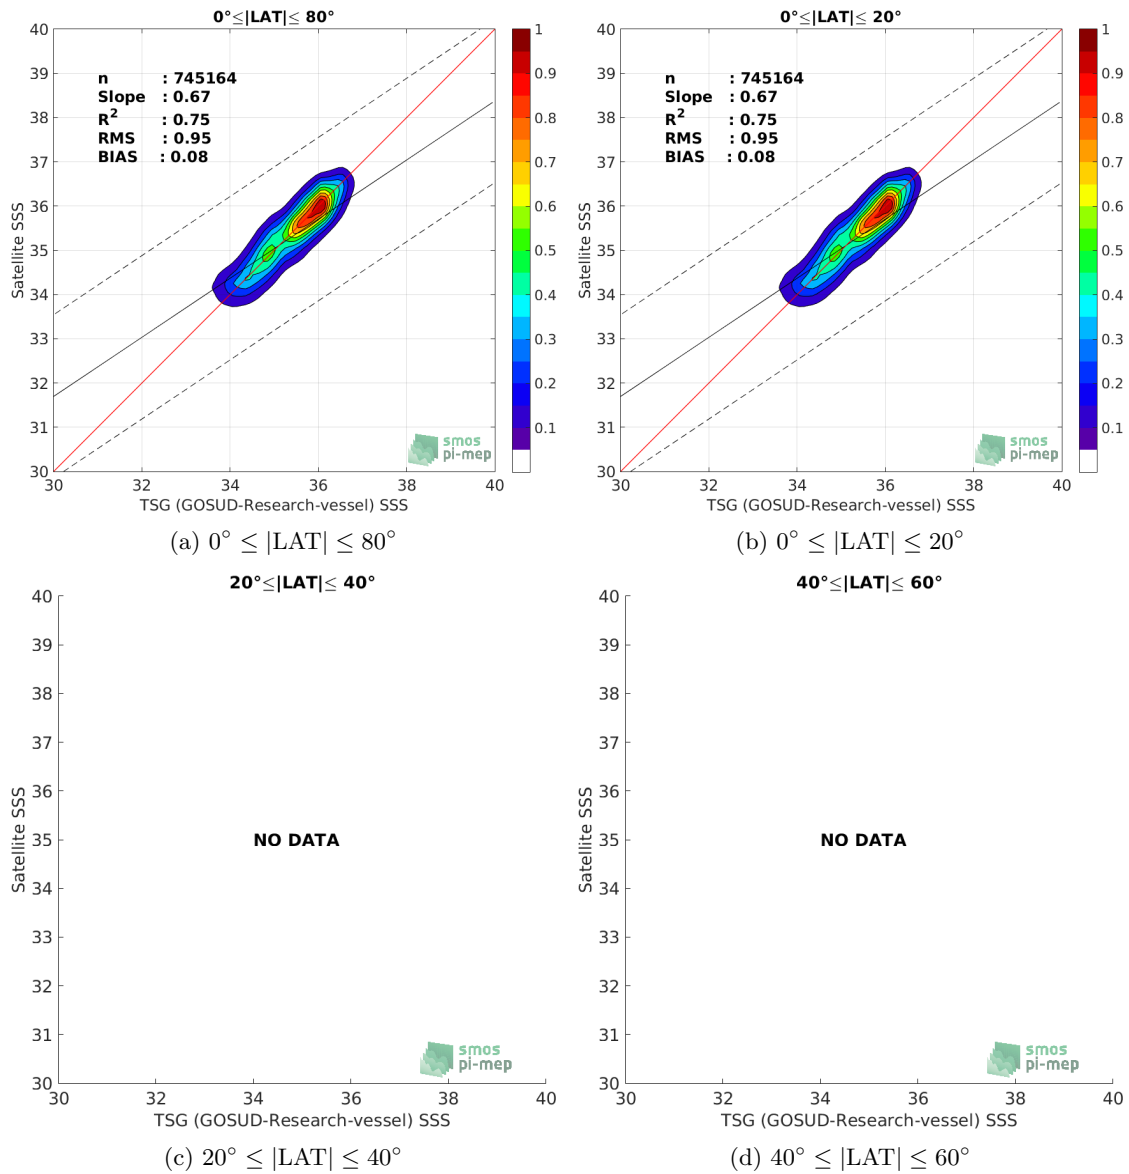 0°≤|LAT|≤ 80°
40
39
38
37
36
35
34
33
32
31
30
Satellite SSS
n : 745164
Slope : 0.67
R2 : 0.75
RMS : 0.95
BIAS : 0.08
smos
pi-mep
30 32 34 36 38 40
TSG (GOSUD-Research-vessel) SSS
1
0.9
0.8
0.7
0.6
0.5
0.4
0.3
0.2
0.1
(a) 0° ≤ |LAT| ≤ 80°
0°≤|LAT|≤ 20°
40
39
38
37
36
35
34
33
32
31
30
Satellite SSS
n : 745164
Slope : 0.67
R2 : 0.75
RMS : 0.95
BIAS : 0.08
smos
pi-mep
30 32 34 36 38 40
TSG (GOSUD-Research-vessel) SSS
1
0.9
0.8
0.7
0.6
0.5
0.4
0.3
0.2
0.1
(b) 0° ≤ |LAT| ≤ 20°
20°≤|LAT|≤ 40°
40
39
38
37
36
35
34
33
32
31
30
Satellite SSS
NO DATA
smos
pi-mep
30 32 34 36 38 40
TSG (GOSUD-Research-vessel) SSS
(c) 20° ≤ |LAT| ≤ 40°
40°≤|LAT|≤ 60°
40
39
38
37
36
35
34
33
32
31
30
Satellite SSS
NO DATA
smos
pi-mep
30 32 34 36 38 40
TSG (GOSUD-Research-vessel) SSS
(d) 40° ≤ |LAT| ≤ 60°